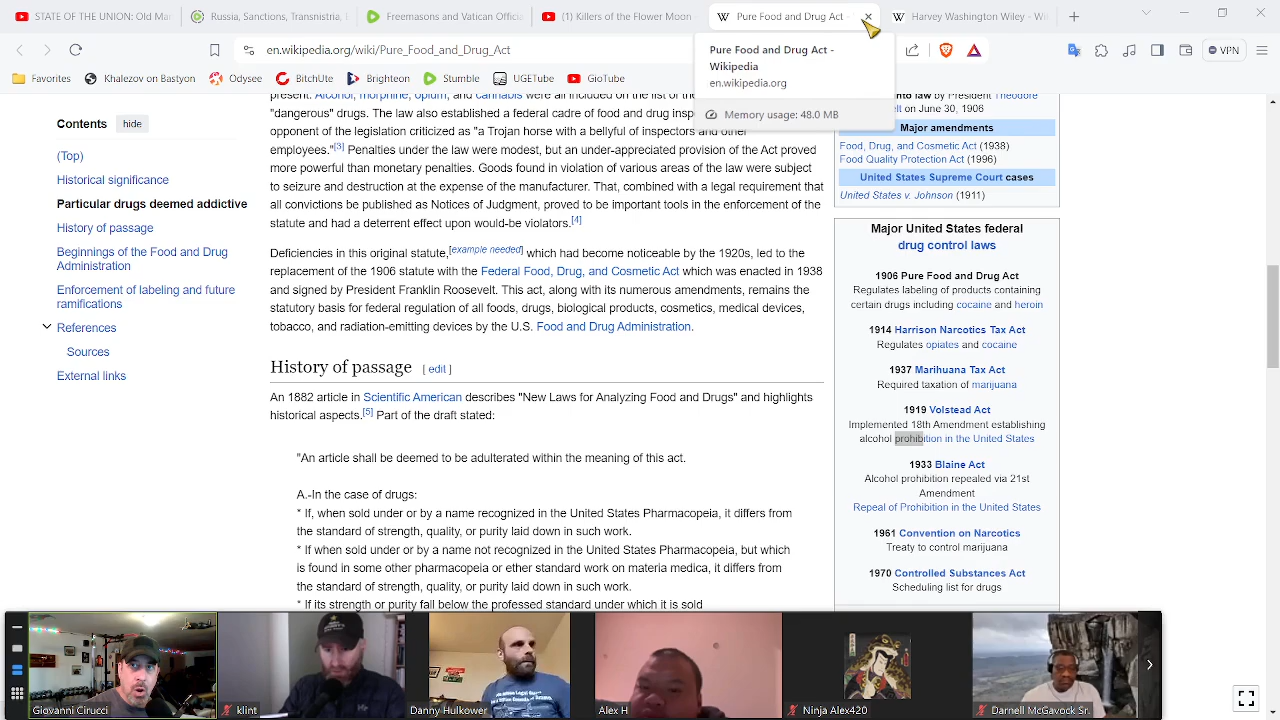 STATE OF THE UNION: Old Mar
Russia, Sanctions, Transnistria, E
Freemasons and Vatican Officia
(1) Killers of the Flower Moon -
Pure Food and Drug Act -
Harvey Washington Wiley - Wi
en.wikipedia.org/wiki/Pure_Food_and_Drug_Act
VPN
Pure Food and Drug Act -
Wikipedia
en.wikipedia.org
Memory usage: 48.0 MB
Favourites
Khalezov on 9-11
Odysee
BitchUte
Brighteon
Stumble
UGETube
GioTube
Contents hide
(Top)
Historical significance
Particular drugs deemed addictive
History of passage
Beginnings of the Food and Drug
Administration
Enforcement of labeling and future
ramifications
References
Sources
External links
present. Alcohol, morphine, opium, and cannabis were all included on the list of the
"dangerous" drugs. The law also established a federal cadre of food and drug insp
opponent of the legislation criticized as "a Trojan horse with a bellyful of inspectors and other
employees."[3] Penalties under the law were modest, but an under-appreciated provision of the Act proved
more powerful than monetary penalties. Goods found in violation of various areas of the law were subject
to seizure and destruction at the expense of the manufacturer. That, combined with a legal requirement that
all convictions be published as Notices of Judgment, proved to be important tools in the enforcement of the
statute and had a deterrent effect upon would-be violators.[4]
Deficiencies in this original statute,[example needed] which had become noticeable by the 1920s, led to the
replacement of the 1906 statute with the Federal Food, Drug, and Cosmetic Act which was enacted in 1938
and signed by President Franklin Roosevelt. This act, along with its numerous amendments, remains the
statutory basis for federal regulation of all foods, drugs, biological products, cosmetics, medical devices,
tobacco, and radiation-emitting devices by the U.S. Food and Drug Administration.
History of passage [ edit ]
An 1882 article in Scientific American describes "New Laws for Analyzing Food and Drugs" and highlights
historical aspects.[5] Part of the draft stated:
"An article shall be deemed to be adulterated within the meaning of this act.
A.-In the case of drugs:
* If, when sold under or by a name recognized in the United States Pharmacopeia, it differs from
the standard of strength, quality, or purity laid down in such work.
* If when sold under or by a name not recognized in the United States Pharmacopeia, but which
is found in some other pharmacopeia or ether standard work on materia medica, it differs from
the standard of strength, quality, or purity laid down in such work.
* If its strength or purity fall below the professed standard under which it is sold
nto law by President Theodore
elt on June 30, 1906
Major amendments
Food, Drug, and Cosmetic Act (1938)
Food Quality Protection Act (1996)
United States Supreme Court cases
United States v. Johnson (1911)
Major United States federal
drug control laws
1906 Pure Food and Drug Act
Regulates labeling of products containing
certain drugs including cocaine and heroin
1914 Harrison Narcotics Tax Act
Regulates opiates and cocaine
1937 Marihuana Tax Act
Required taxation of marijuana
1919 Volstead Act
Implemented 18th Amendment establishing
alcohol prohibition in the United States
1933 Blaine Act
Alcohol prohibition repealed via 21st
Amendment
Repeal of Prohibition in the United States
1961 Convention on Narcotics
Treaty to control marijuana
1970 Controlled Substances Act
Scheduling list for drugs
Giovanni Cirucci
klint
Danny Hulkower
Alex H
Ninja Alex420
Darnell McGavock Sr.